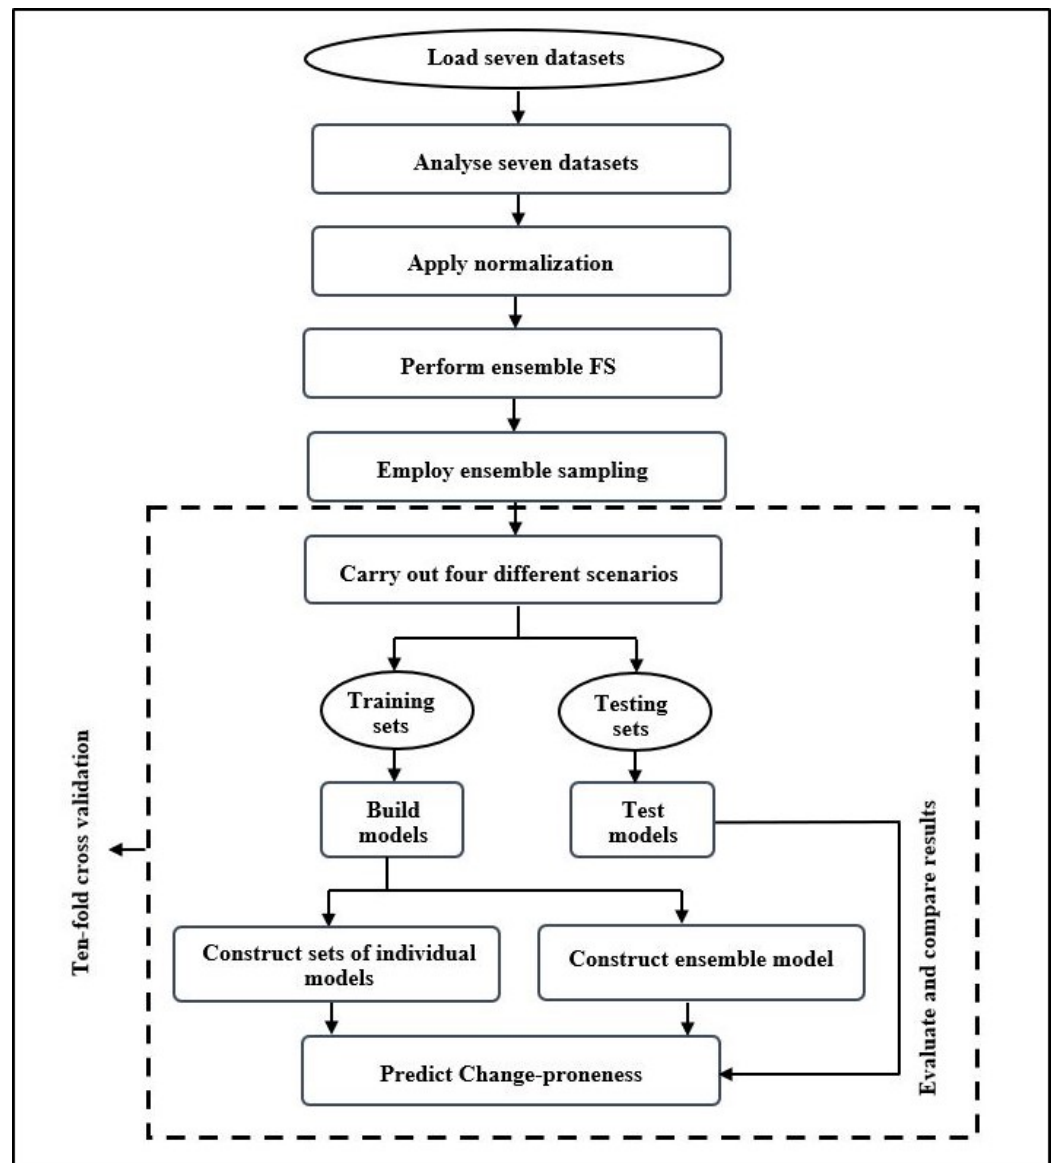 Load seven datasets
Analyse seven datasets
Apply normalization
Perform ensemble FS
Employ ensemble sampling
Carry out four different scenarios
Training
sets
Testing
sets
Build
models
Test
models
Construct sets of individual
models
Construct ensemble model
Predict Change-proneness
Ten-fold cross validation
Evaluate and compare results